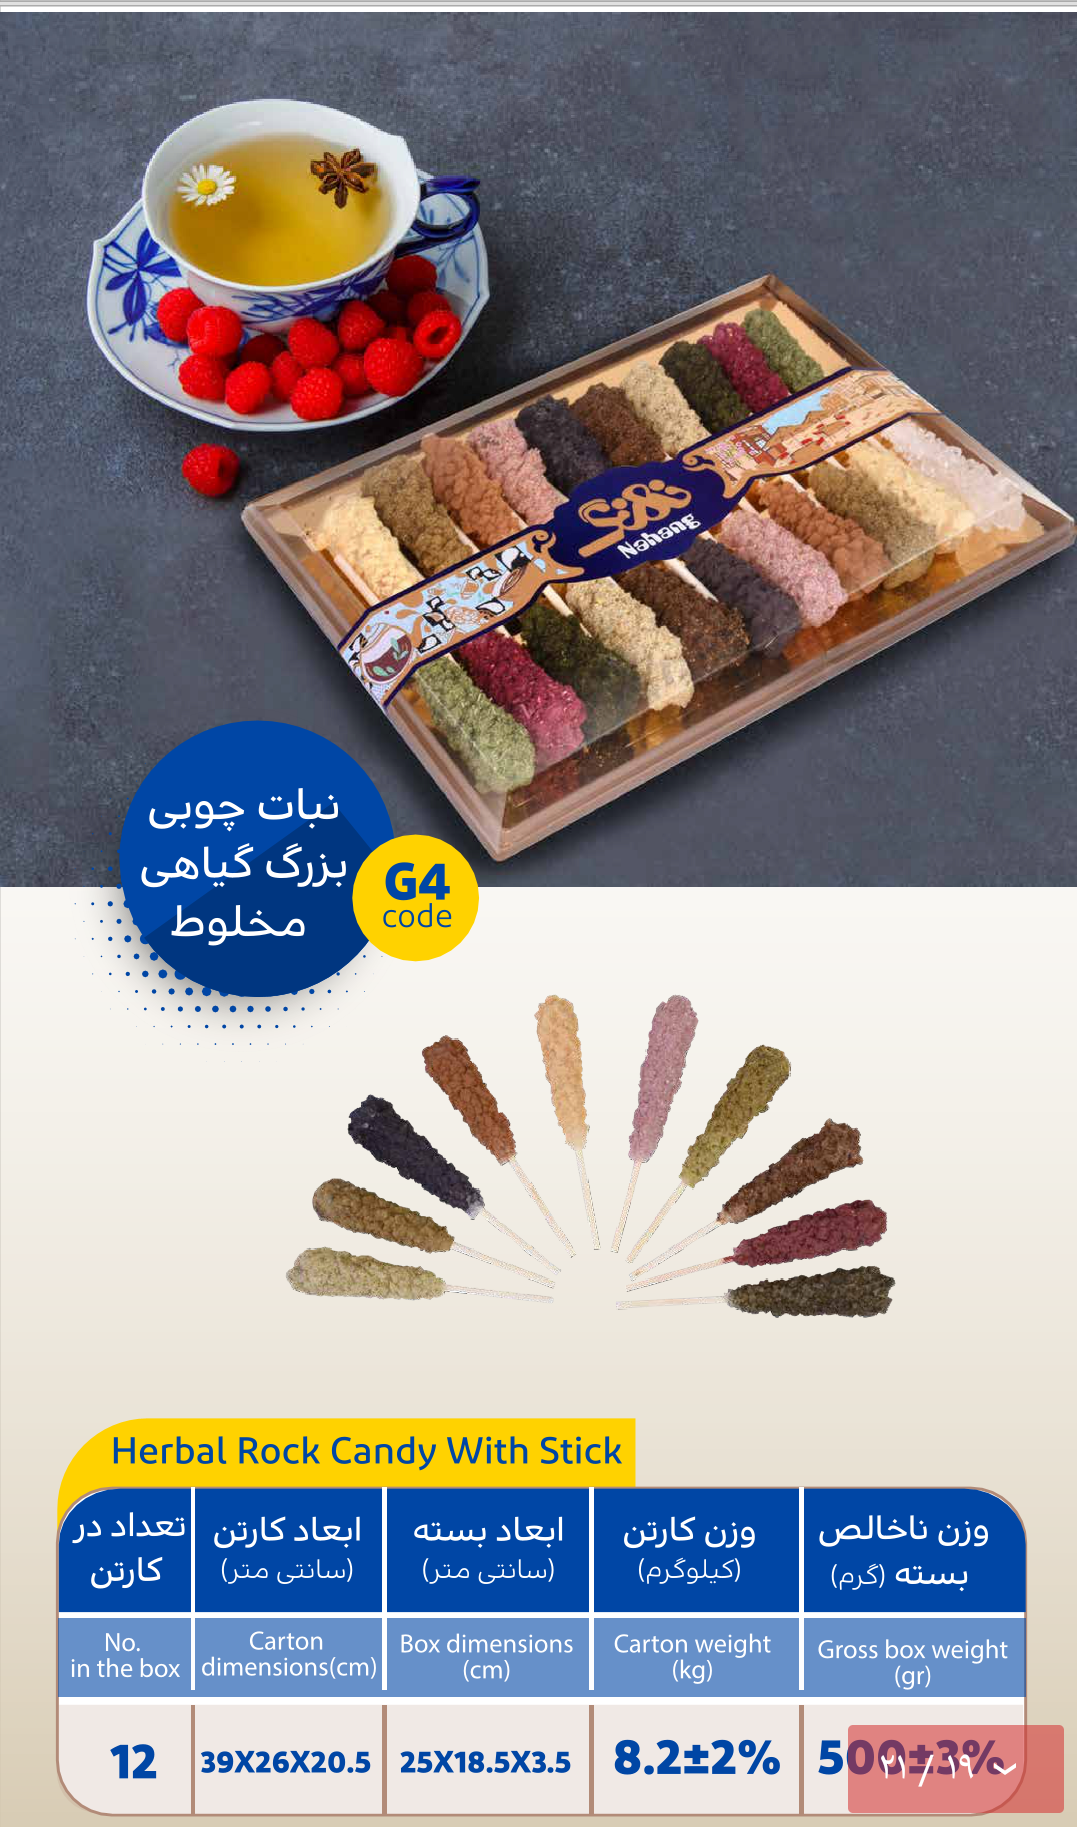 نهنگ
Nahang
نبات چوبی
بزرگ گیاهی
مخلوط
G4
code
Herbal Rock Candy With Stick
تعداد در کارتن
ابعاد کارتن (سانتی متر)
ابعاد بسته (سانتی متر)
وزن کارتن (کیلوگرم)
وزن ناخالص بسته (گرم)
No. in the box
Carton dimensions(cm)
Box dimensions (cm)
Carton weight (kg)
Gross box weight (gr)
12
39X26X20.5
25X18.5X3.5
8.2±2%
500±3%
۲۱ / ۱۹